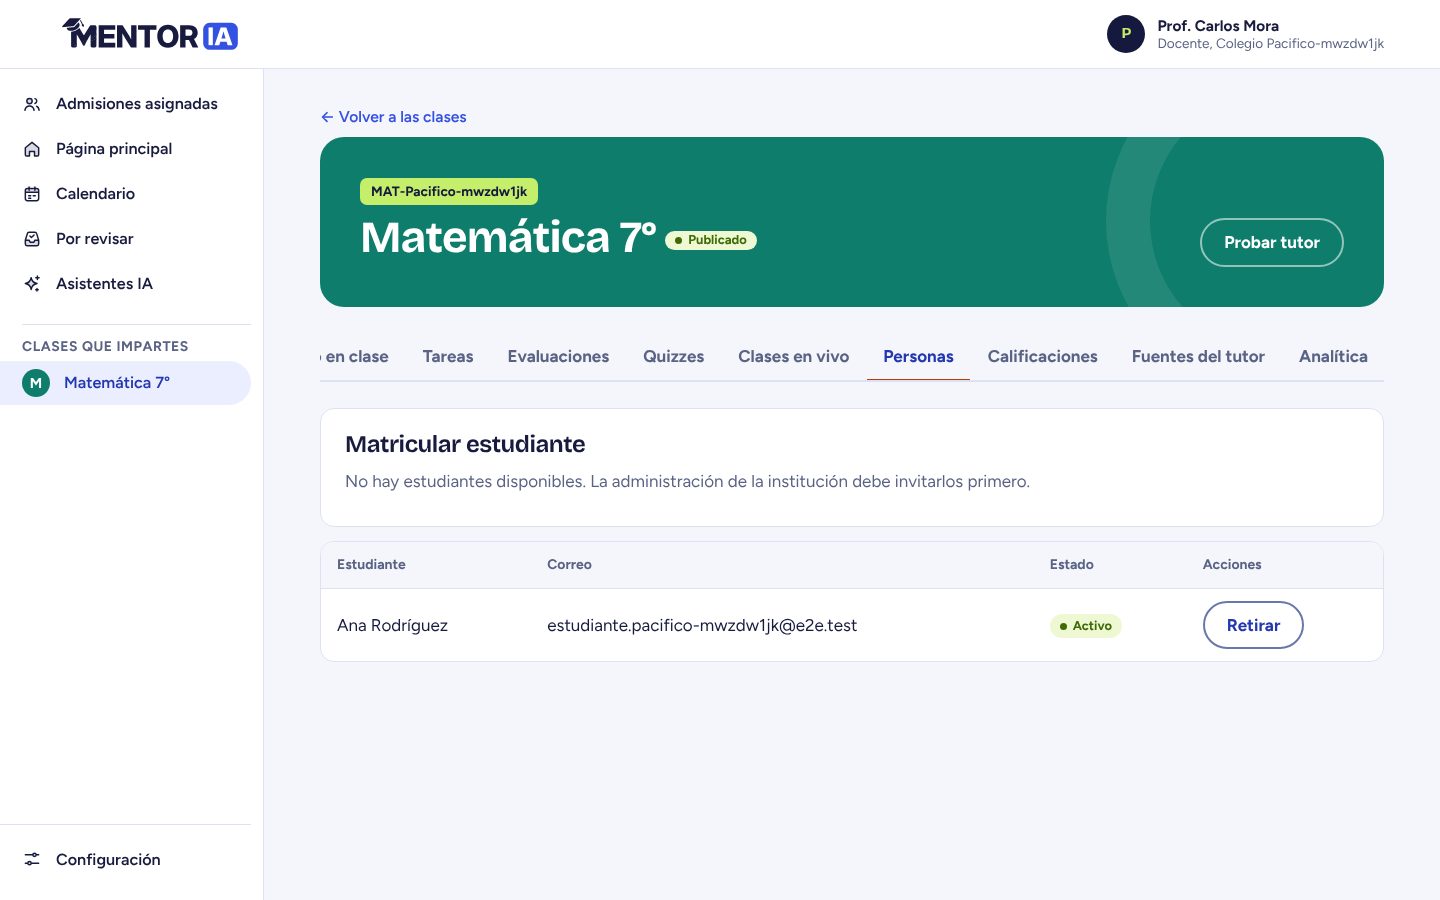 MENTOR IA
P
Prof. Carlos Mora
Docente, Colegio Pacifico-mwzdw1jk
Admisiones asignadas
Página principal
Calendario
Por revisar
Asistentes IA
CLASES QUE IMPARTES
M Matemática 7°
Configuración
← Volver a las clases
MAT-Pacifico-mwzdw1jk
Matemática 7° Publicado
Probar tutor
en clase Tareas Evaluaciones Quizzes Clases en vivo Personas Calificaciones Fuentes del tutor Analítica
Matricular estudiante
No hay estudiantes disponibles. La administración de la institución debe invitarlos primero.
Estudiante Correo Estado Acciones
Ana Rodríguez estudiante.pacifico-mwzdw1jk@e2e.test Activo Retirar